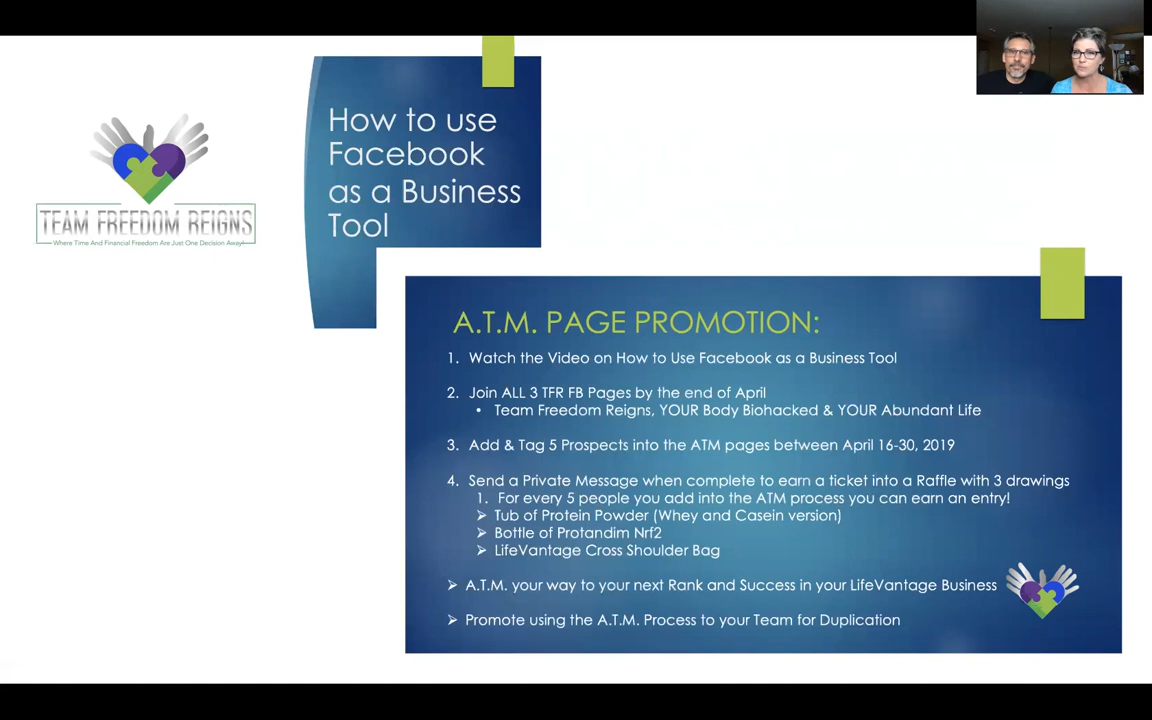 How to use
Facebook
as a Business
Tool
TEAM FREEDOM REIGNS
Where Time And Financial Freedom Are Just One Decision Away!
A.T.M. PAGE PROMOTION:
1. Watch the Video on How to Use Facebook as a Business Tool
2. Join ALL 3 TFR FB Pages by the end of April
• Team Freedom Reigns, YOUR Body Biohacked & YOUR Abundant Life
3. Add & Tag 5 Prospects into the ATM pages between April 16-30, 2019
4. Send a Private Message when complete to earn a ticket into a Raffle with 3 drawings
1. For every 5 people you add into the ATM process you can earn an entry!
➢ Tub of Protein Powder (Whey and Casein version)
➢ Bottle of Protandim Nrf2
➢ LifeVantage Cross Shoulder Bag
➢ A.T.M. your way to your next Rank and Success in your LifeVantage Business
➢ Promote using the A.T.M. Process to your Team for Duplication